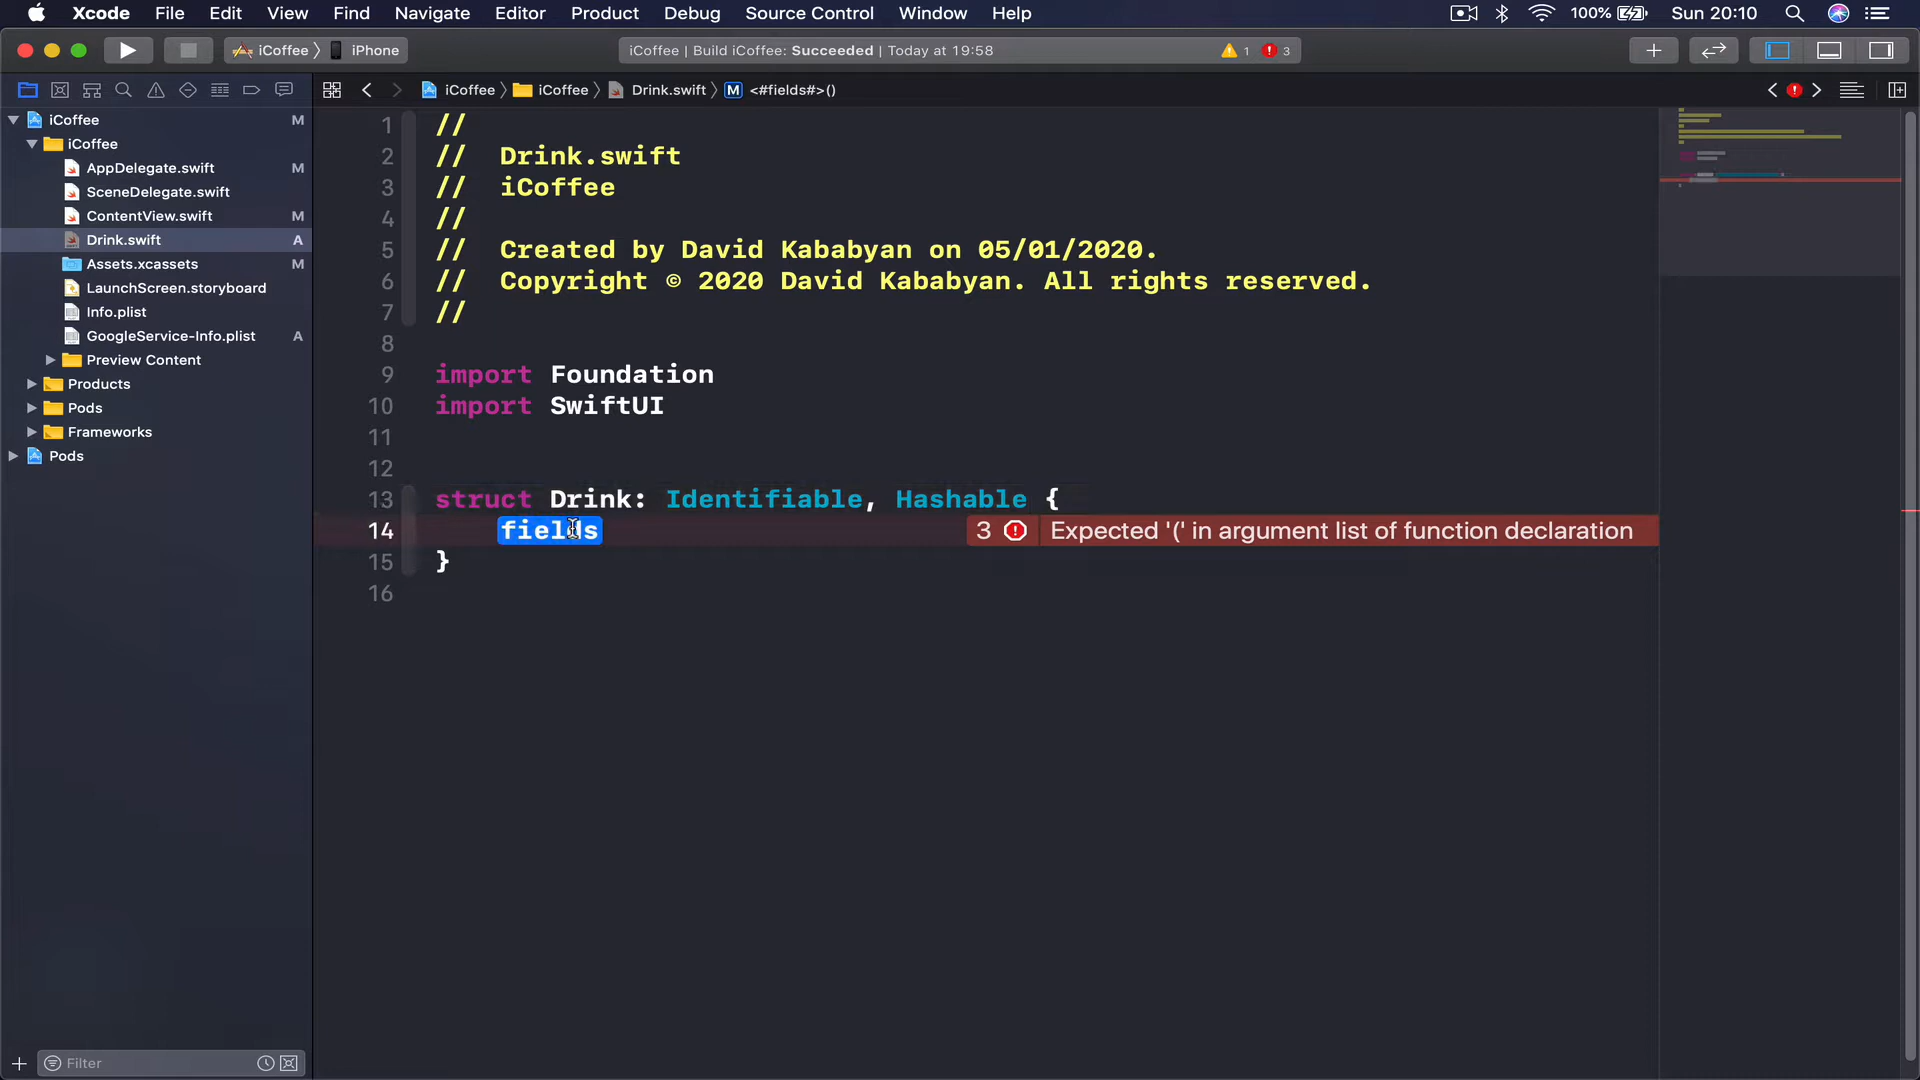 Xcode File Edit View Find Navigate Editor Product Debug Source Control Window Help 100% Sun 20:10
iCoffee iPhone iCoffee | Build iCoffee: Succeeded | Today at 19:58 1 3
iCoffee iCoffee Drink.swift M <#fields#>()
iCoffee M
iCoffee
AppDelegate.swift M
SceneDelegate.swift
ContentView.swift M
Drink.swift A
Assets.xcassets M
LaunchScreen.storyboard
Info.plist
GoogleService-Info.plist A
Preview Content
Products
Pods
Frameworks
Pods
Filter
1 //
2 // Drink.swift
3 // iCoffee
4 //
5 // Created by David Kababyan on 05/01/2020.
6 // Copyright © 2020 David Kababyan. All rights reserved.
7 //
8
9 import Foundation
10 import SwiftUI
11
12
13 struct Drink: Identifiable, Hashable {
14 fields 3 Expected '(' in argument list of function declaration
15 }
16